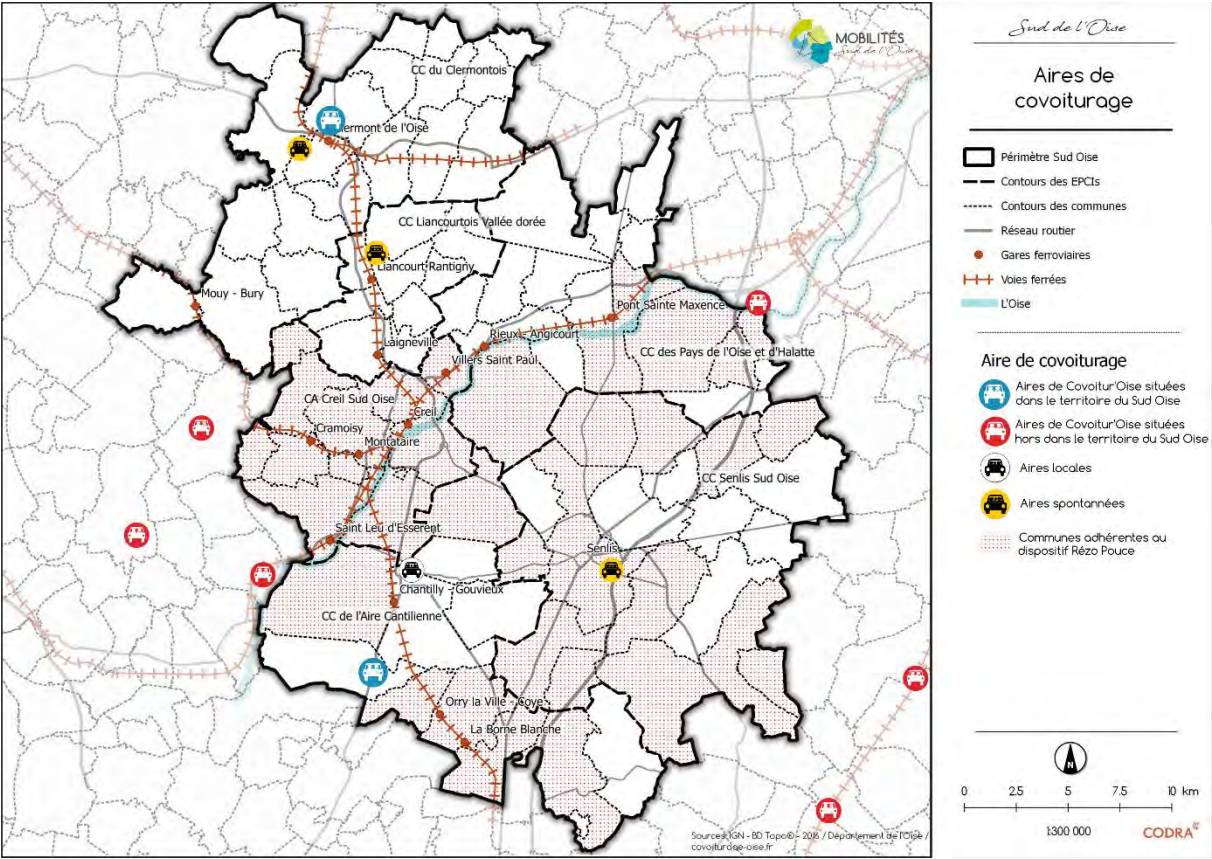 MOBILITÉS
Sud de l'Oise
CC du Clermontois
lermont de l'Oise
CC Liancourtois Vallée dorée
Liancourt-Rantigny
Mouy - Bury
Pont Sainte Maxence
Laigneville
Rieux - Angicourt
CC des Pays de l'Oise et d'Halatte
Villers Saint Paul
CA Creil Sud Oise
Creil
Cramoisy
Montataire
CC Senlis Sud Oise
Saint Leu d'Esserent
Senlis
Chantilly - Gouvieux
CC de l'Aire Cantilienne
Orry la Ville - Coye
La Borne Blanche
Sources: IGN - BD Topo® - 2016 / Département de l'Oise /
covoiturage-oise.fr
Sud de l'Oise
Aires de
covoiturage
Périmètre Sud Oise
Contours des EPCIs
Contours des communes
Réseau routier
Gares ferroviaires
Voies ferrées
L'Oise
Aire de covoiturage
Aires de Covoitur'Oise situées
dans le territoire du Sud Oise
Aires de Covoitur'Oise situées
hors dans le territoire du Sud Oise
Aires locales
Aires spontannées
Communes adhérentes au
dispositif Rézo Pouce
N
0 2.5 5 7.5 10 km
1:300 000
CODRA